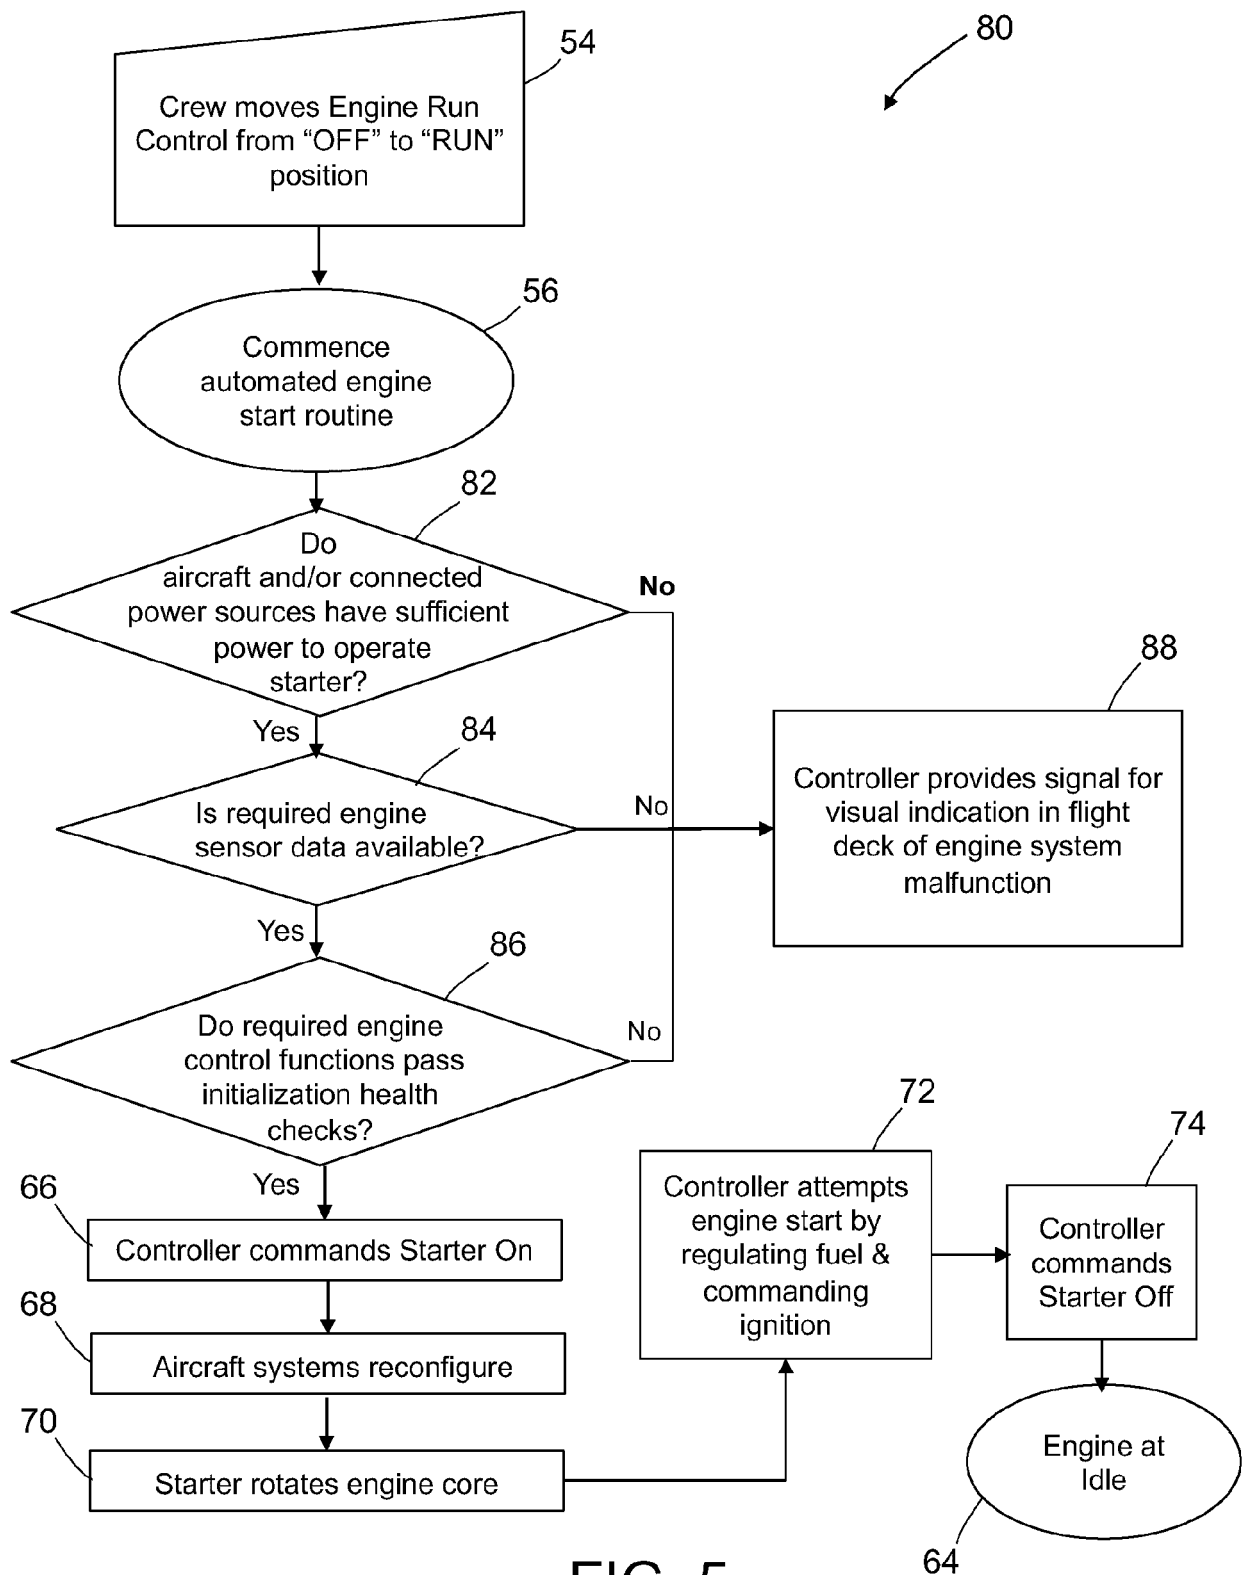 80
54
Crew moves Engine Run
Control from “OFF” to “RUN”
position
56
Commence
automated engine
start routine
82
Do
aircraft and/or connected
power sources have sufficient
power to operate
starter?
No
Yes
84
Is required engine
sensor data available?
No
88
Controller provides signal for
visual indication in flight
deck of engine system
malfunction
Yes
86
Do required engine
control functions pass
initialization health
checks?
No
Yes
66
Controller commands Starter On
68
Aircraft systems reconfigure
70
Starter rotates engine core
72
Controller attempts
engine start by
regulating fuel &
commanding
ignition
74
Controller
commands
Starter Off
Engine at
Idle
64
FIG. 5